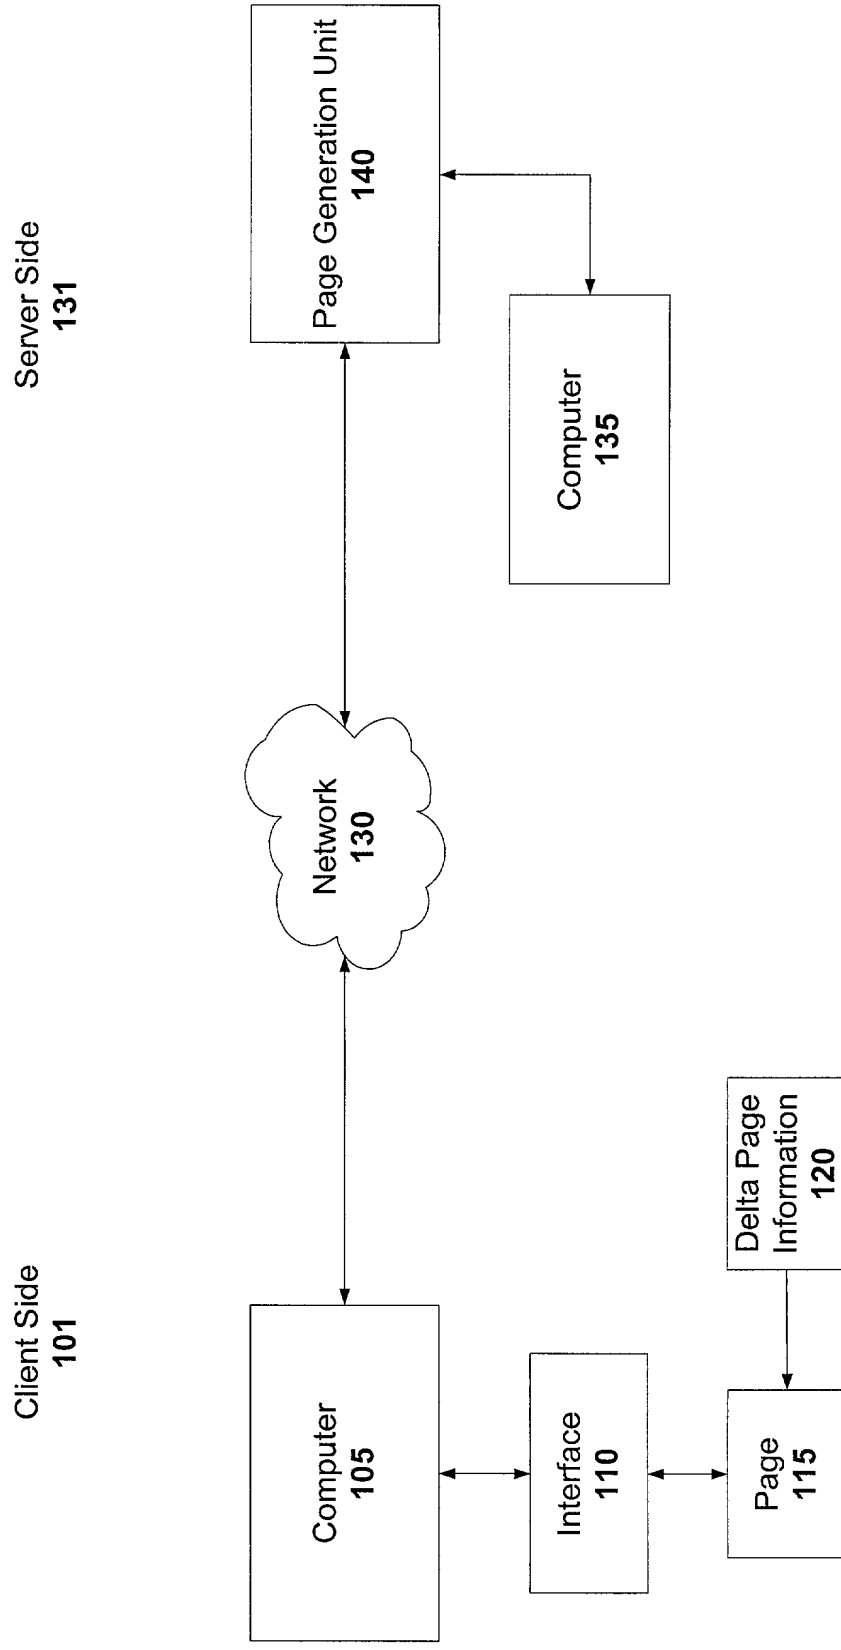 Client Side
101
Server Side
131
Computer
105
Network
130
Page Generation Unit
140
Interface
110
Computer
135
Page
115
Delta Page
Information
120